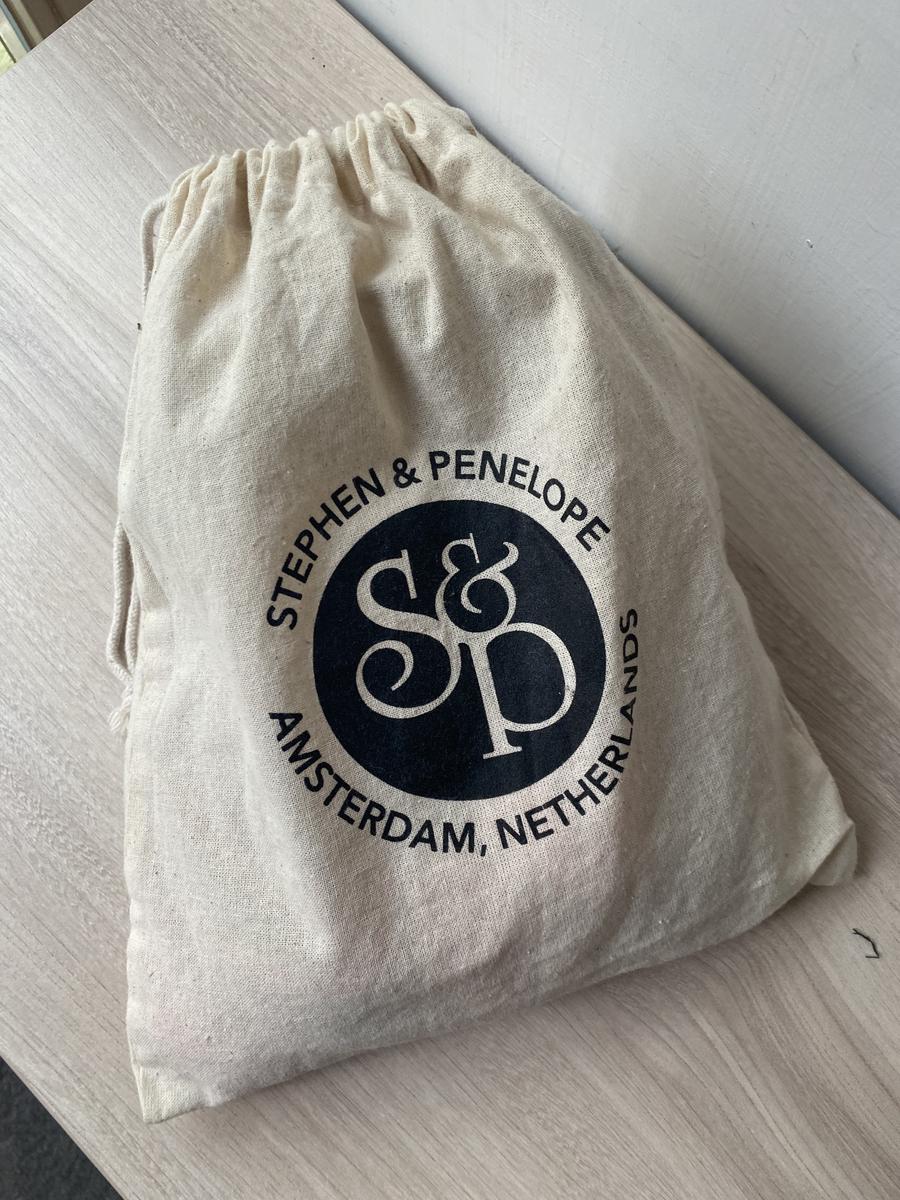 STEPHEN & PENELOPE
S&P
AMSTERDAM, NETHERLANDS